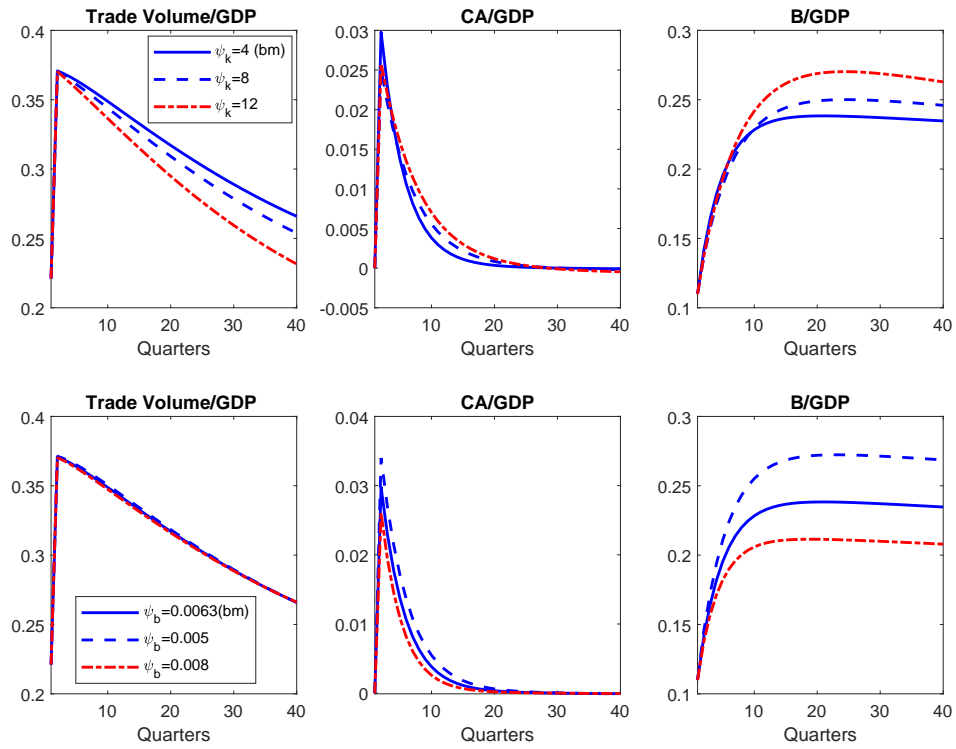 Trade Volume/GDP
0.4
0.35
0.3
0.25
0.2
ψ_k=4 (bm)
ψ_k=8
ψ_k=12
10 20 30 40
Quarters
CA/GDP
0.03
0.025
0.02
0.015
0.01
0.005
0
-0.005
10 20 30 40
Quarters
B/GDP
0.3
0.25
0.2
0.15
0.1
10 20 30 40
Quarters
Trade Volume/GDP
0.4
0.35
0.3
0.25
0.2
ψ_b=0.0063(bm)
ψ_b=0.005
ψ_b=0.008
10 20 30 40
Quarters
CA/GDP
0.04
0.03
0.02
0.01
0
10 20 30 40
Quarters
B/GDP
0.3
0.25
0.2
0.15
0.1
10 20 30 40
Quarters